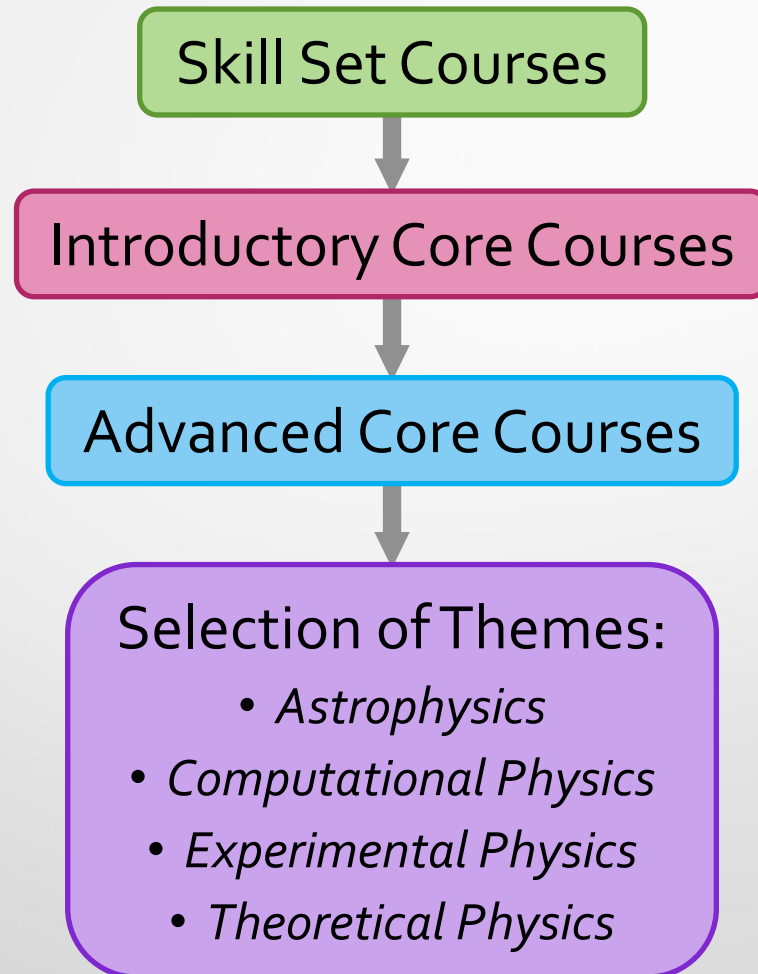 Skill Set Courses
Introductory Core Courses
Advanced Core Courses
Selection of Themes:
• Astrophysics
• Computational Physics
• Experimental Physics
• Theoretical Physics